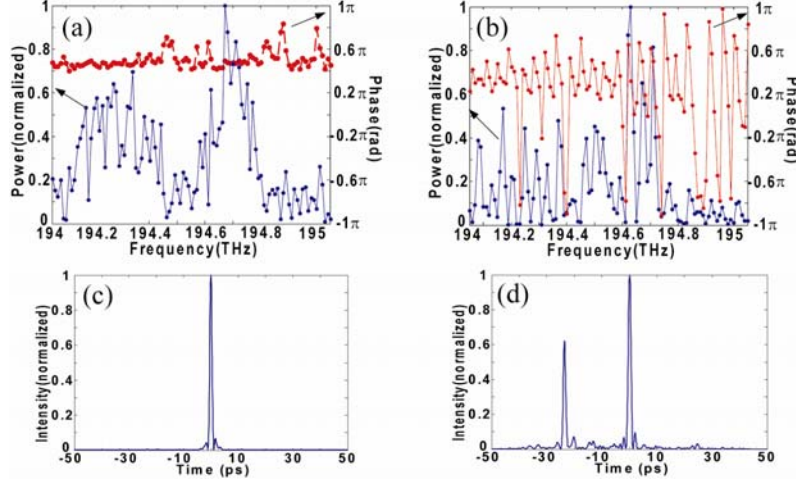 (a)
Power(normalized)
1
0.8
0.6
0.4
0.2
0
194 194.2 194.4 194.6 194.8 195
Frequency(THz)
1π
0.6π
0.2π
-0.2π
-0.6π
-1π
Phase(rad)
(b)
Power(normalized)
1
0.8
0.6
0.4
0.2
0
194 194.2 194.4 194.6 194.8 195
Frequency(THz)
1π
0.6π
0.2π
-0.2π
-0.6π
-1π
Phase(rad)
(c)
Intensity(normalized)
1
0.8
0.6
0.4
0.2
0
-50 -30 -10 10 30 50
Time (ps)
(d)
Intensity(normalized)
1
0.8
0.6
0.4
0.2
0
-50 -30 -10 10 30 50
Time (ps)